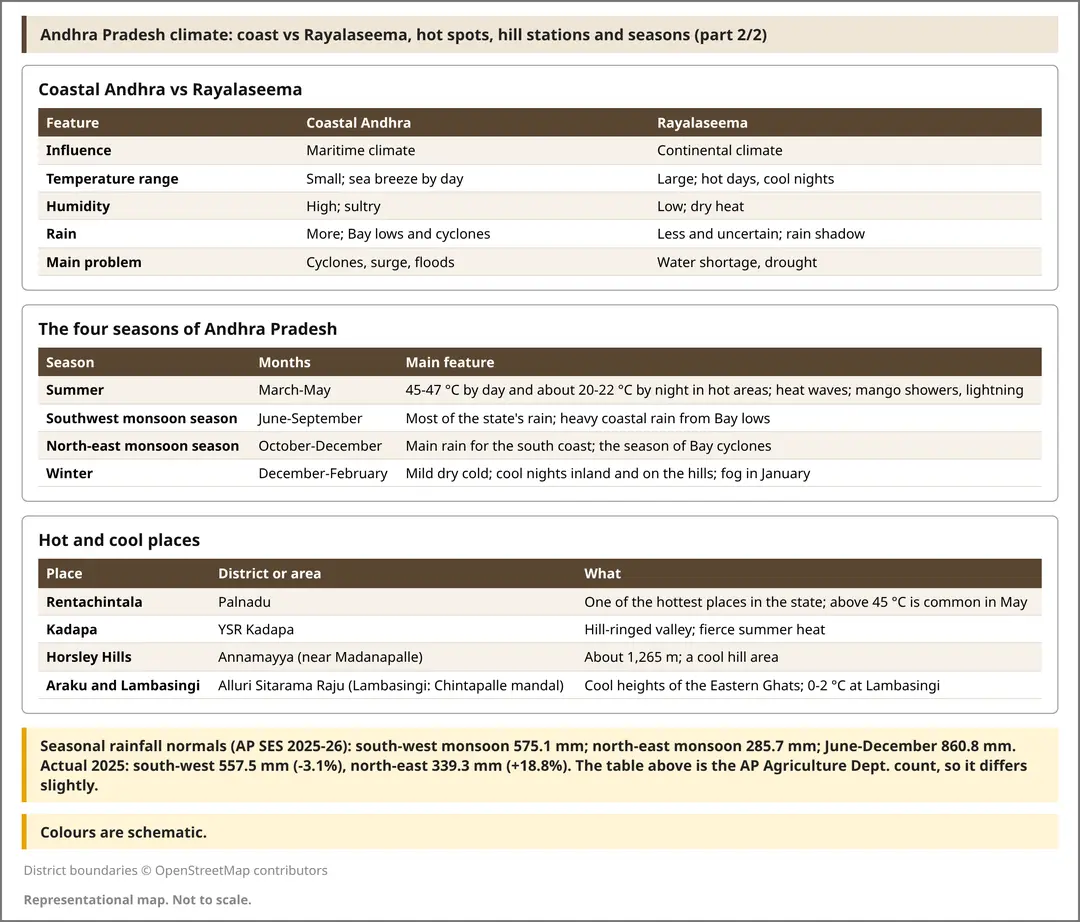 Andhra Pradesh climate: coast vs Rayalaseema, hot spots, hill stations and seasons (part 2/2)
Coastal Andhra vs Rayalaseema
Feature Coastal Andhra Rayalaseema
Influence Maritime climate Continental climate
Temperature range Small; sea breeze by day Large; hot days, cool nights
Humidity High; sultry Low; dry heat
Rain More; Bay lows and cyclones Less and uncertain; rain shadow
Main problem Cyclones, surge, floods Water shortage, drought
The four seasons of Andhra Pradesh
Season Months Main feature
Summer March-May 45-47 °C by day and about 20-22 °C by night in hot areas; heat waves; mango showers, lightning
Southwest monsoon season June-September Most of the state's rain; heavy coastal rain from Bay lows
North-east monsoon season October-December Main rain for the south coast; the season of Bay cyclones
Winter December-February Mild dry cold; cool nights inland and on the hills; fog in January
Hot and cool places
Place District or area What
Rentachintala Palnadu One of the hottest places in the state; above 45 °C is common in May
Kadapa YSR Kadapa Hill-ringed valley; fierce summer heat
Horsley Hills Annamayya (near Madanapalle) About 1,265 m; a cool hill area
Araku and Lambasingi Alluri Sitarama Raju (Lambasingi: Chintapalle mandal) Cool heights of the Eastern Ghats; 0-2 °C at Lambasingi
Seasonal rainfall normals (AP SES 2025-26): south-west monsoon 575.1 mm; north-east monsoon 285.7 mm; June-December 860.8 mm.
Actual 2025: south-west 557.5 mm (-3.1%), north-east 339.3 mm (+18.8%). The table above is the AP Agriculture Dept. count, so it differs
slightly.
Colours are schematic.
District boundaries © OpenStreetMap contributors
Representational map. Not to scale.